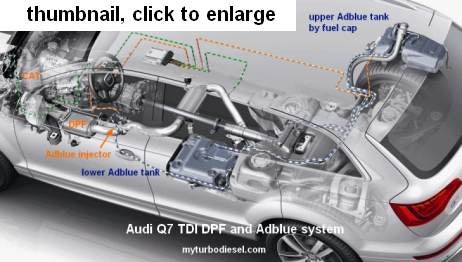 thumbnail, click to enlarge
upper Adblue tank
by fuel cap
CAT
DPF
Adblue injector
lower Adblue tank
Audi Q7 TDI DPF and Adblue system
myturbodiesel.com